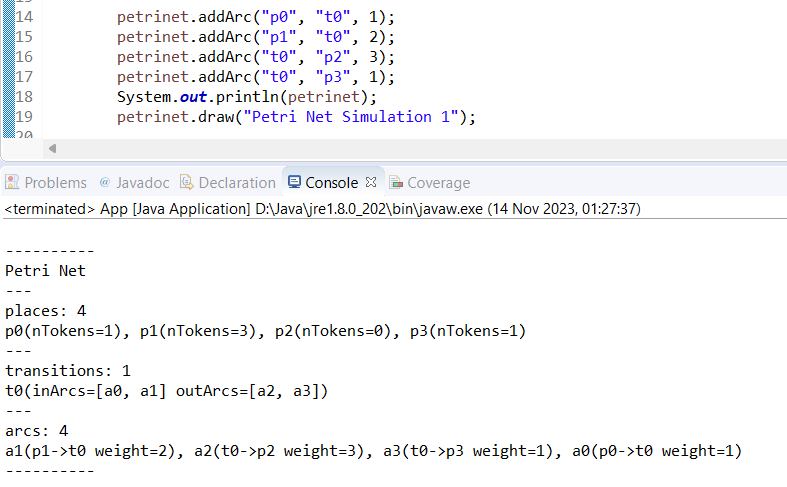 14 petrinet.addArc("p0", "t0", 1);
15 petrinet.addArc("p1", "t0", 2);
16 petrinet.addArc("t0", "p2", 3);
17 petrinet.addArc("t0", "p3", 1);
18 System.out.println(petrinet);
19 petrinet.draw("Petri Net Simulation 1");
20
Problems @ Javadoc Declaration Console Coverage
<terminated> App [Java Application] D:\Java\jre1.8.0_202\bin\javaw.exe (14 Nov 2023, 01:27:37)
----------
Petri Net
---
places: 4
p0(nTokens=1), p1(nTokens=3), p2(nTokens=0), p3(nTokens=1)
---
transitions: 1
t0(inArcs=[a0, a1] outArcs=[a2, a3])
---
arcs: 4
a1(p1->t0 weight=2), a2(t0->p2 weight=3), a3(t0->p3 weight=1), a0(p0->t0 weight=1)
----------